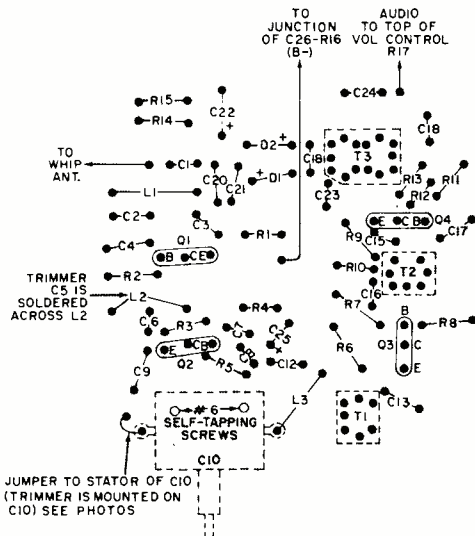 TO
JUNCTION
OF C26-R16
(B-)
AUDIO
TO TOP OF
VOL CONTROL
R17
R15
R14
C22
+
C24
C18
D2 +
C18
T3
TO
WHIP
ANT.
C1
C20
C21
+
D1
C23
R13
R12
R11
L1
C2
C3
E C B Q4
C17
C4
Q1
B C E
R1
R9
C15
R10
T2
TRIMMER
C5 IS
SOLDERED
ACROSS L2
R2
L2
C16
R4
R7
B
R8
C6
R3
C7
C25
+
Q3 C
C B
E
Q2
R5
C8
C12
R6
E
C9
L3
C13
#6
SELF-TAPPING
SCREWS
T1
C10
JUMPER TO STATOR OF C10
(TRIMMER IS MOUNTED ON
C10) SEE PHOTOS